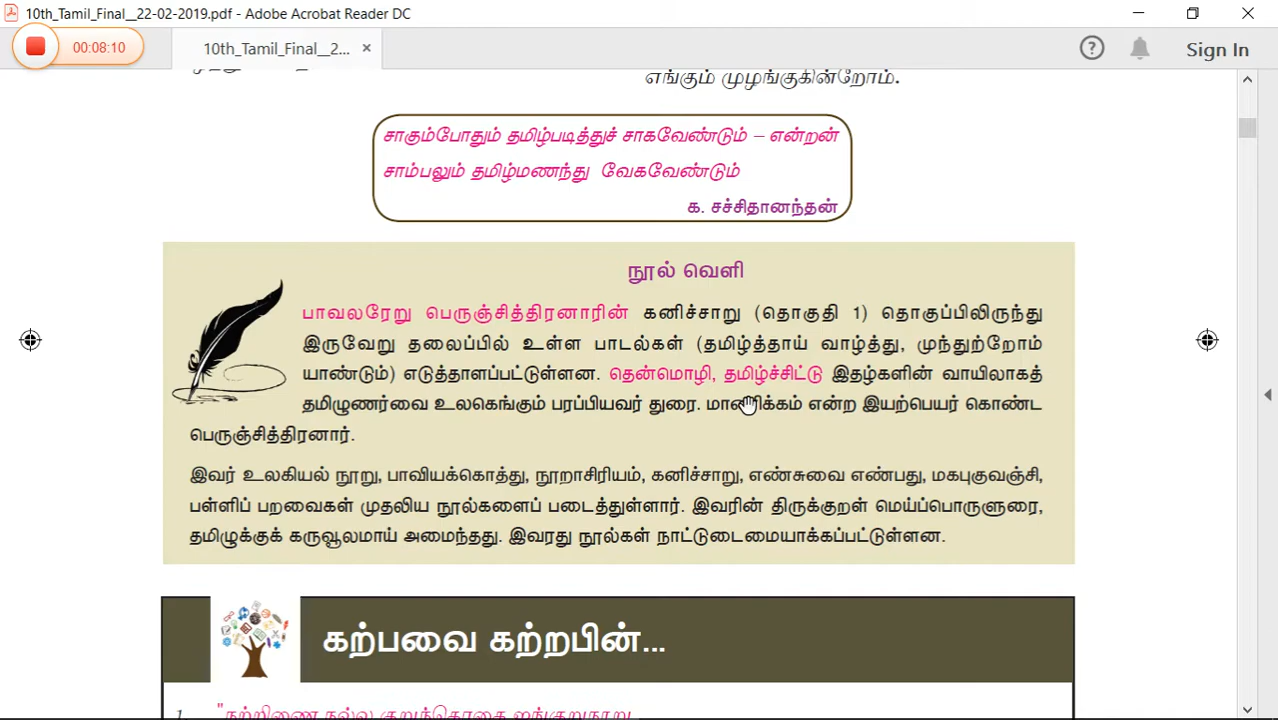 10th_Tamil_Final__22-02-2019.pdf - Adobe Acrobat Reader DC
00:08:10
10th_Tamil_Final__2...
Sign In
எங்கும் முழங்குகின்றோம்.
சாகும்போதும் தமிழ்படித்துச் சாகவேண்டும் – என்றன்
சாம்பலும் தமிழ்மணந்து வேகவேண்டும்
க. சச்சிதானந்தன்
நூல் வெளி
பாவலரேறு பெருஞ்சித்திரனாரின் கனிச்சாறு (தொகுதி 1) தொகுப்பிலிருந்து
இருவேறு தலைப்பில் உள்ள பாடல்கள் (தமிழ்த்தாய் வாழ்த்து, முந்துற்றோம்
யாண்டும்) எடுத்தாளப்பட்டுள்ளன. தென்மொழி, தமிழ்ச்சிட்டு இதழ்களின் வாயிலாகத்
தமிழுணர்வை உலகெங்கும் பரப்பியவர் துரை. மாணிக்கம் என்ற இயற்பெயர் கொண்ட
பெருஞ்சித்திரனார்.
இவர் உலகியல் நூறு, பாவியக்கொத்து, நூறாசிரியம், கனிச்சாறு, எண்சுவை எண்பது, மகபுகுவஞ்சி,
பள்ளிப் பறவைகள் முதலிய நூல்களைப் படைத்துள்ளார். இவரின் திருக்குறள் மெய்ப்பொருளுரை,
தமிழுக்குக் கருவூலமாய் அமைந்தது. இவரது நூல்கள் நாட்டுடைமையாக்கப்பட்டுள்ளன.
கற்பவை கற்றபின்...
1. "நற்றிணை நல்ல குறுந்தொகை ஐங்குறுநூறு